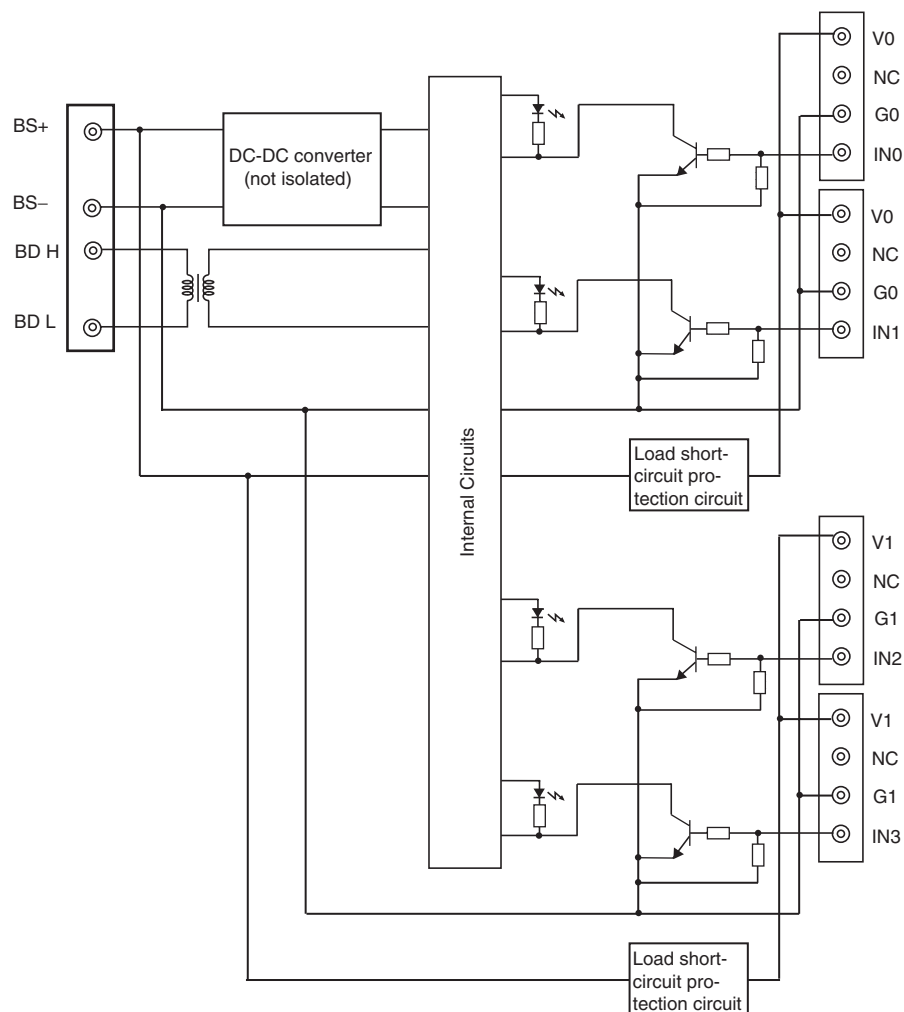 BS+
BS−
BD H
BD L
DC-DC converter
(not isolated)
Internal Circuits
V0
NC
G0
IN0
V0
NC
G0
IN1
Load short-
circuit pro-
tection circuit
V1
NC
G1
IN2
V1
NC
G1
IN3
Load short-
circuit pro-
tection circuit